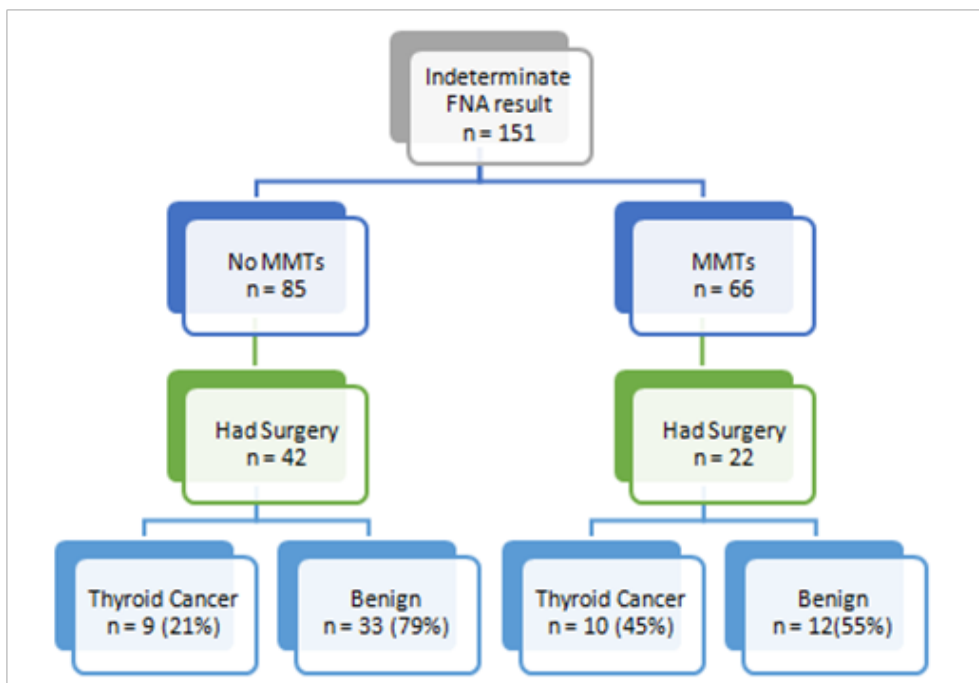 Indeterminate
FNA result
n = 151
No MMTs
n = 85
MMTs
n = 66
Had Surgery
n = 42
Had Surgery
n = 22
Thyroid Cancer
n = 9 (21%)
Benign
n = 33 (79%)
Thyroid Cancer
n = 10 (45%)
Benign
n = 12(55%)